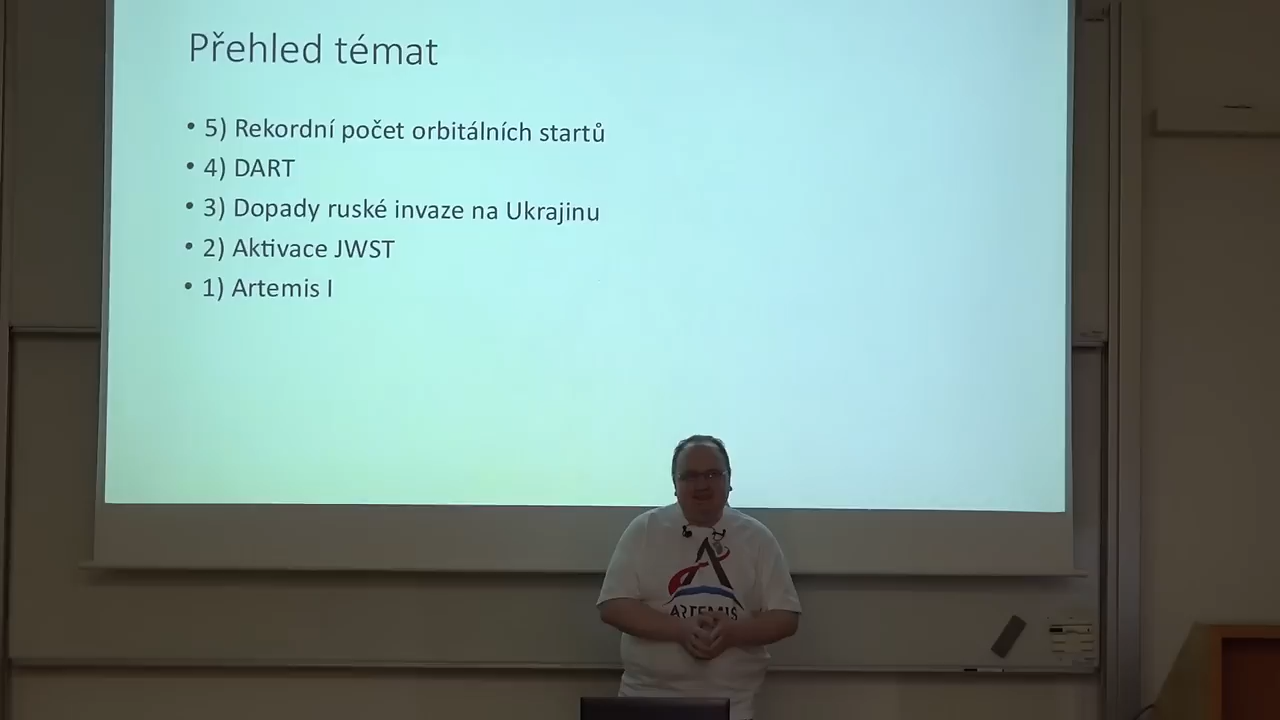 Přehled témat
• 5) Rekordní počet orbitálních startů
• 4) DART
• 3) Dopady ruské invaze na Ukrajinu
• 2) Aktivace JWST
• 1) Artemis I
ARTEMIS